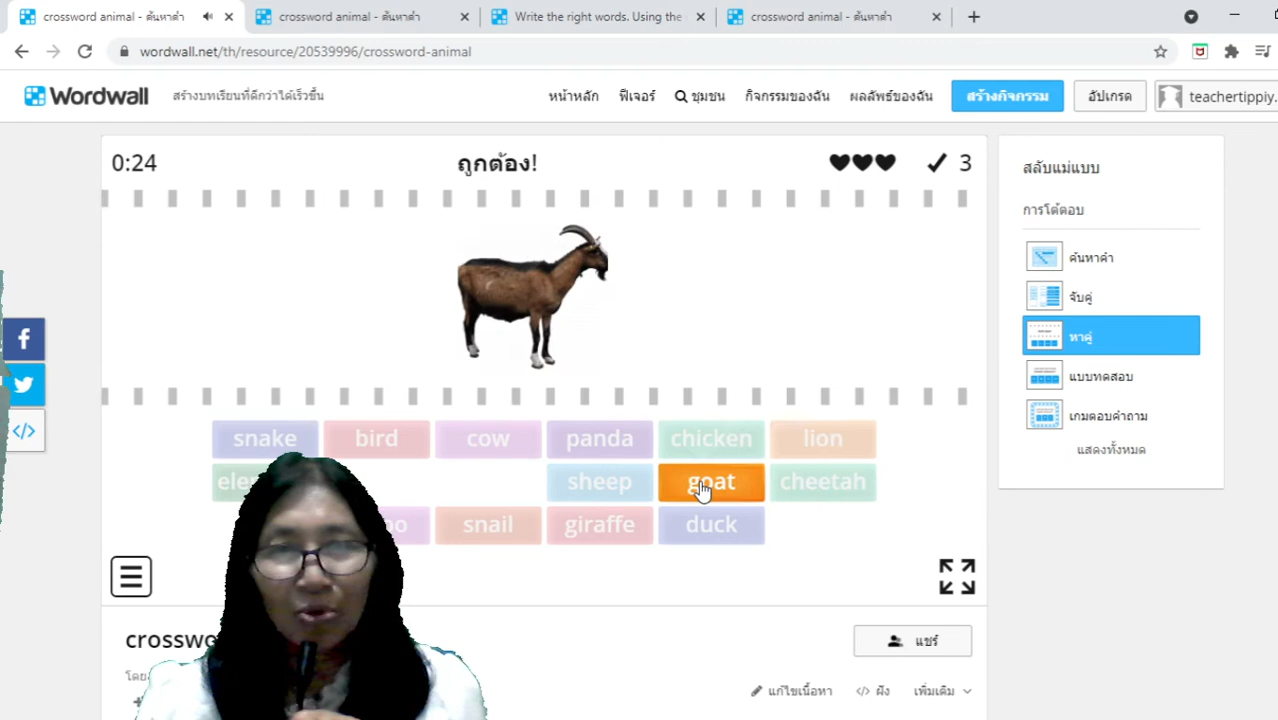 crossword animal - ค้นหาคำ
crossword animal - ค้นหาคำ
Write the right words. Using the
crossword animal - ค้นหาคำ
wordwall.net/th/resource/20539996/crossword-animal
Wordwall
สร้างบทเรียนที่ดีกว่าได้เร็วขึ้น
หน้าหลัก
ฟีเจอร์
ชุมชน
กิจกรรมของฉัน
ผลลัพธ์ของฉัน
สร้างกิจกรรม
อัปเกรด
teachertippiy.
0:24
ถูกต้อง!
3
snake bird cow panda chicken lion
sheep goat cheetah
snail giraffe duck
สลับแม่แบบ
การโต้ตอบ
ค้นหาคำ
จับคู่
หาคู่
แบบทดสอบ
เกมตอบคำถาม
แสดงทั้งหมด
แชร์
แก้ไขเนื้อหา
ฝัง
เพิ่มเติม